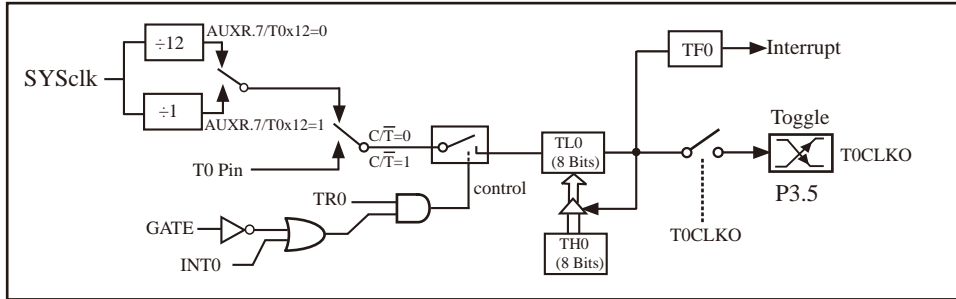 AUXR.7/T0x12=0
÷12
SYSclk
÷1
AUXR.7/T0x12=1
TF0
Interrupt
Toggle
C/T̅=0
C/T̅=1
TL0
(8 Bits)
T0CLKO
T0 Pin
control
P3.5
TR0
GATE
INT0
TH0
(8 Bits)
T0CLKO